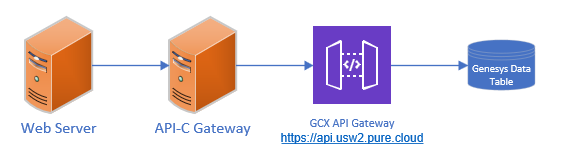 Web Server
API-C Gateway
GCX API Gateway
https://api.usw2.pure.cloud
</>
Genesys Data
Table